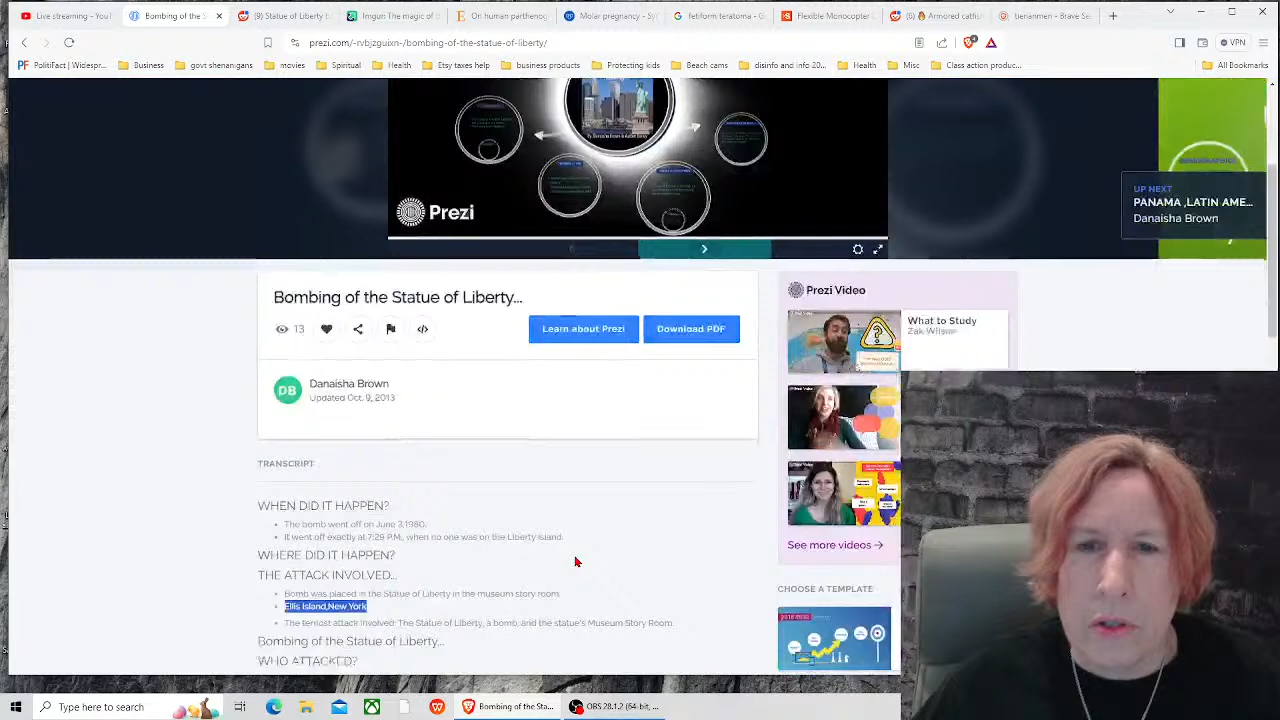 Live streaming - YouT
Bombing of the S
(9) Statue of Liberty
Imgur: The magic of
On human parthenog
Molar pregnancy - Sy
fetiform teratoma - G
Flexible Monocopter
(6) 🔥 Armored catfis
tienanmen - Brave Se
prezi.com/-rvbjzguixn-/bombing-of-the-statue-of-liberty/
4
VPN
PF PolitiFact | Widespr...
Business
govt shenanigans
movies
Spiritual
Health
Etsy taxes help
business products
Protecting kids
Beach cams
disinfo and info 20...
Health
Misc
Class action produc...
All Bookmarks
Prezi
UP NEXT
PANAMA ,LATIN AME...
Danaisha Brown
Bombing of the Statue of Liberty...
13
Learn about Prezi
Download PDF
DB
Danaisha Brown
Updated Oct. 9, 2013
TRANSCRIPT
WHEN DID IT HAPPEN?
The bomb went off on June 3,1980.
It went off exactly at 7:29 P.M., when no one was on the Liberty Island.
WHERE DID IT HAPPEN?
THE ATTACK INVOLVED...
Bomb was placed in the Statue of Liberty in the museum story room.
Ellis Island,New York
The terriost attack involved: The Statue of Liberty, a bomb, and the statue's Museum Story Room.
Bombing of the Statue of Liberty...
WHO ATTACKED?
Prezi Video
What to Study
Zak Wilson
See more videos →
CHOOSE A TEMPLATE
Type here to search
Bombing of the Sta...
OBS 28.1.2 (64-bit, ...